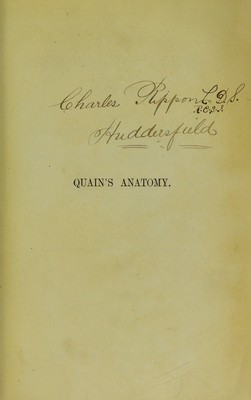 Charles Rippon L.D.S.
R.C.S.
Huddersfield
QUAIN'S ANATOMY.